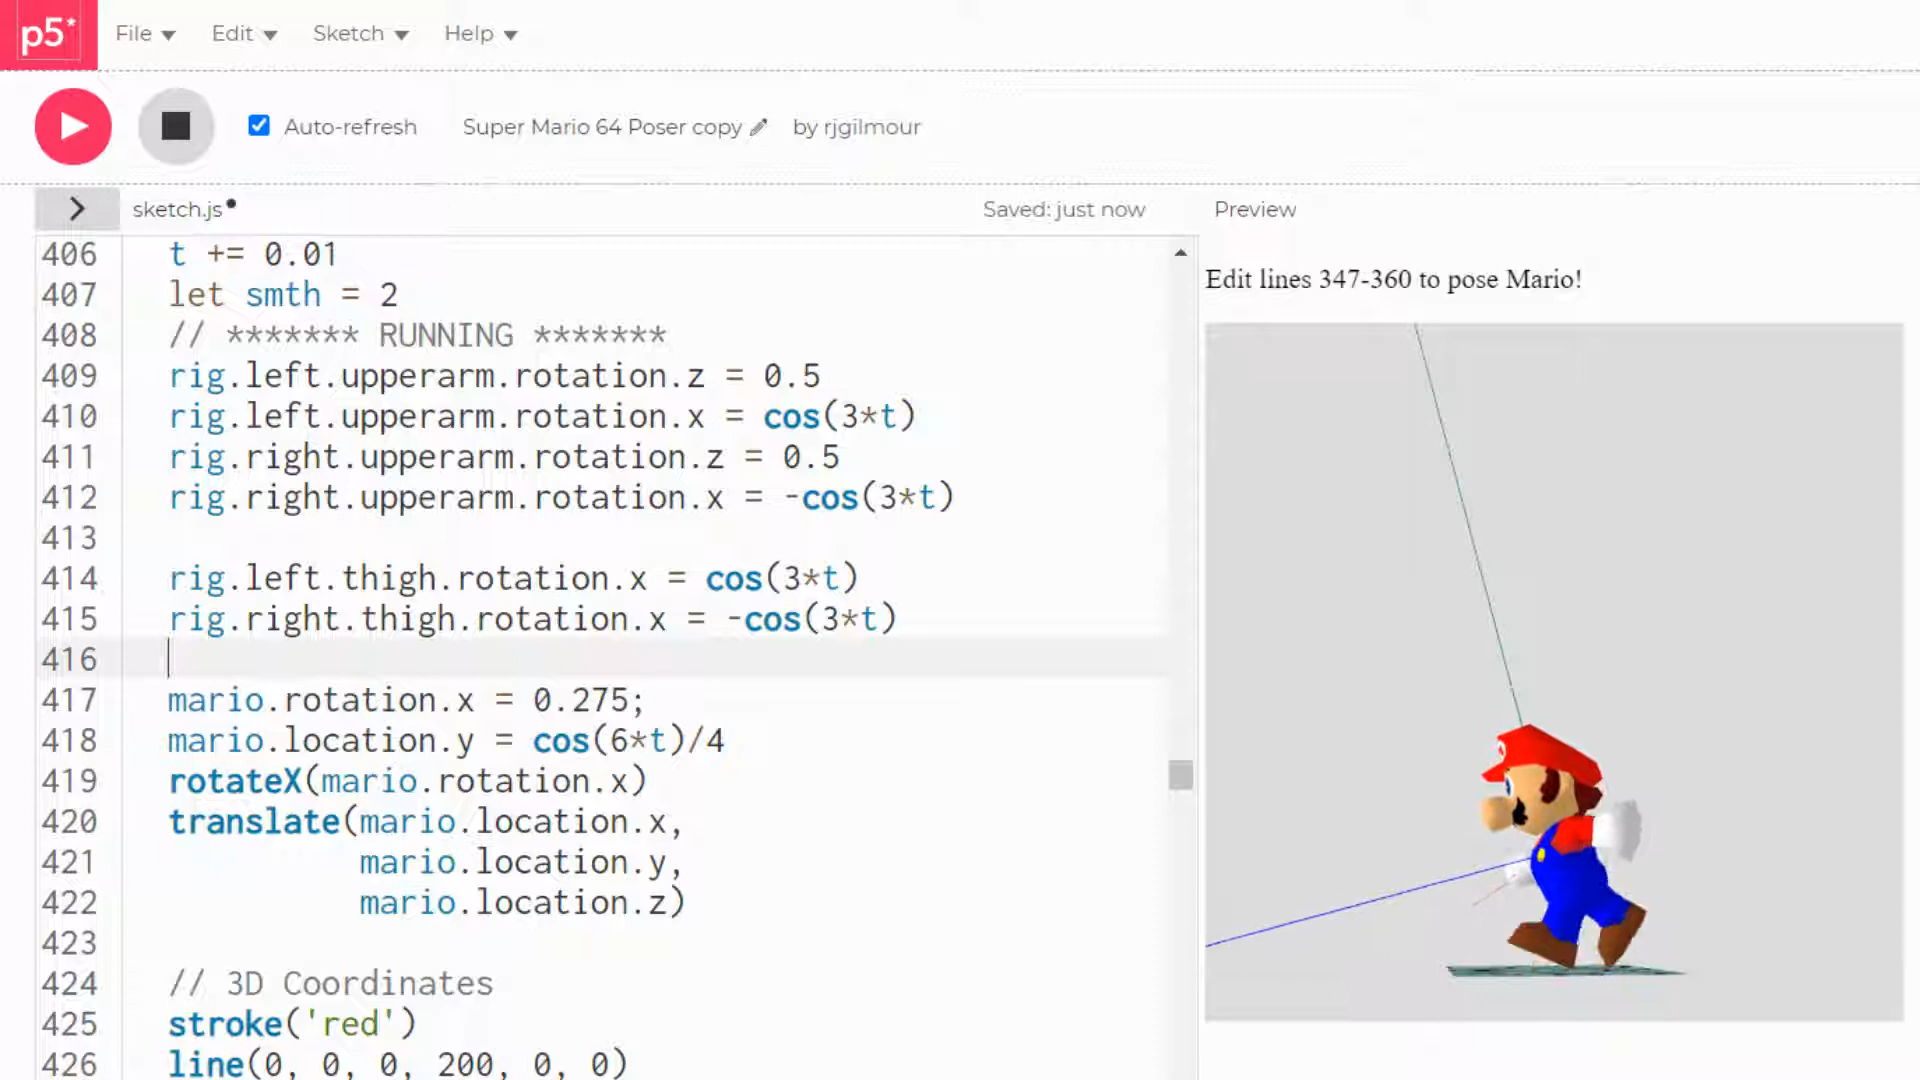 p5*
File Edit Sketch Help
Auto-refresh Super Mario 64 Poser copy by rjgilmour
sketch.js Saved: just now Preview
Edit lines 347-360 to pose Mario!
406 t += 0.01
407 let smth = 2
408 // ******* RUNNING *******
409 rig.left.upperarm.rotation.z = 0.5
410 rig.left.upperarm.rotation.x = cos(3*t)
411 rig.right.upperarm.rotation.z = 0.5
412 rig.right.upperarm.rotation.x = -cos(3*t)
413
414 rig.left.thigh.rotation.x = cos(3*t)
415 rig.right.thigh.rotation.x = -cos(3*t)
416
417 mario.rotation.x = 0.275;
418 mario.location.y = cos(6*t)/4
419 rotateX(mario.rotation.x)
420 translate(mario.location.x,
421 mario.location.y,
422 mario.location.z)
423
424 // 3D Coordinates
425 stroke('red')
426 line(0, 0, 0, 200, 0, 0)